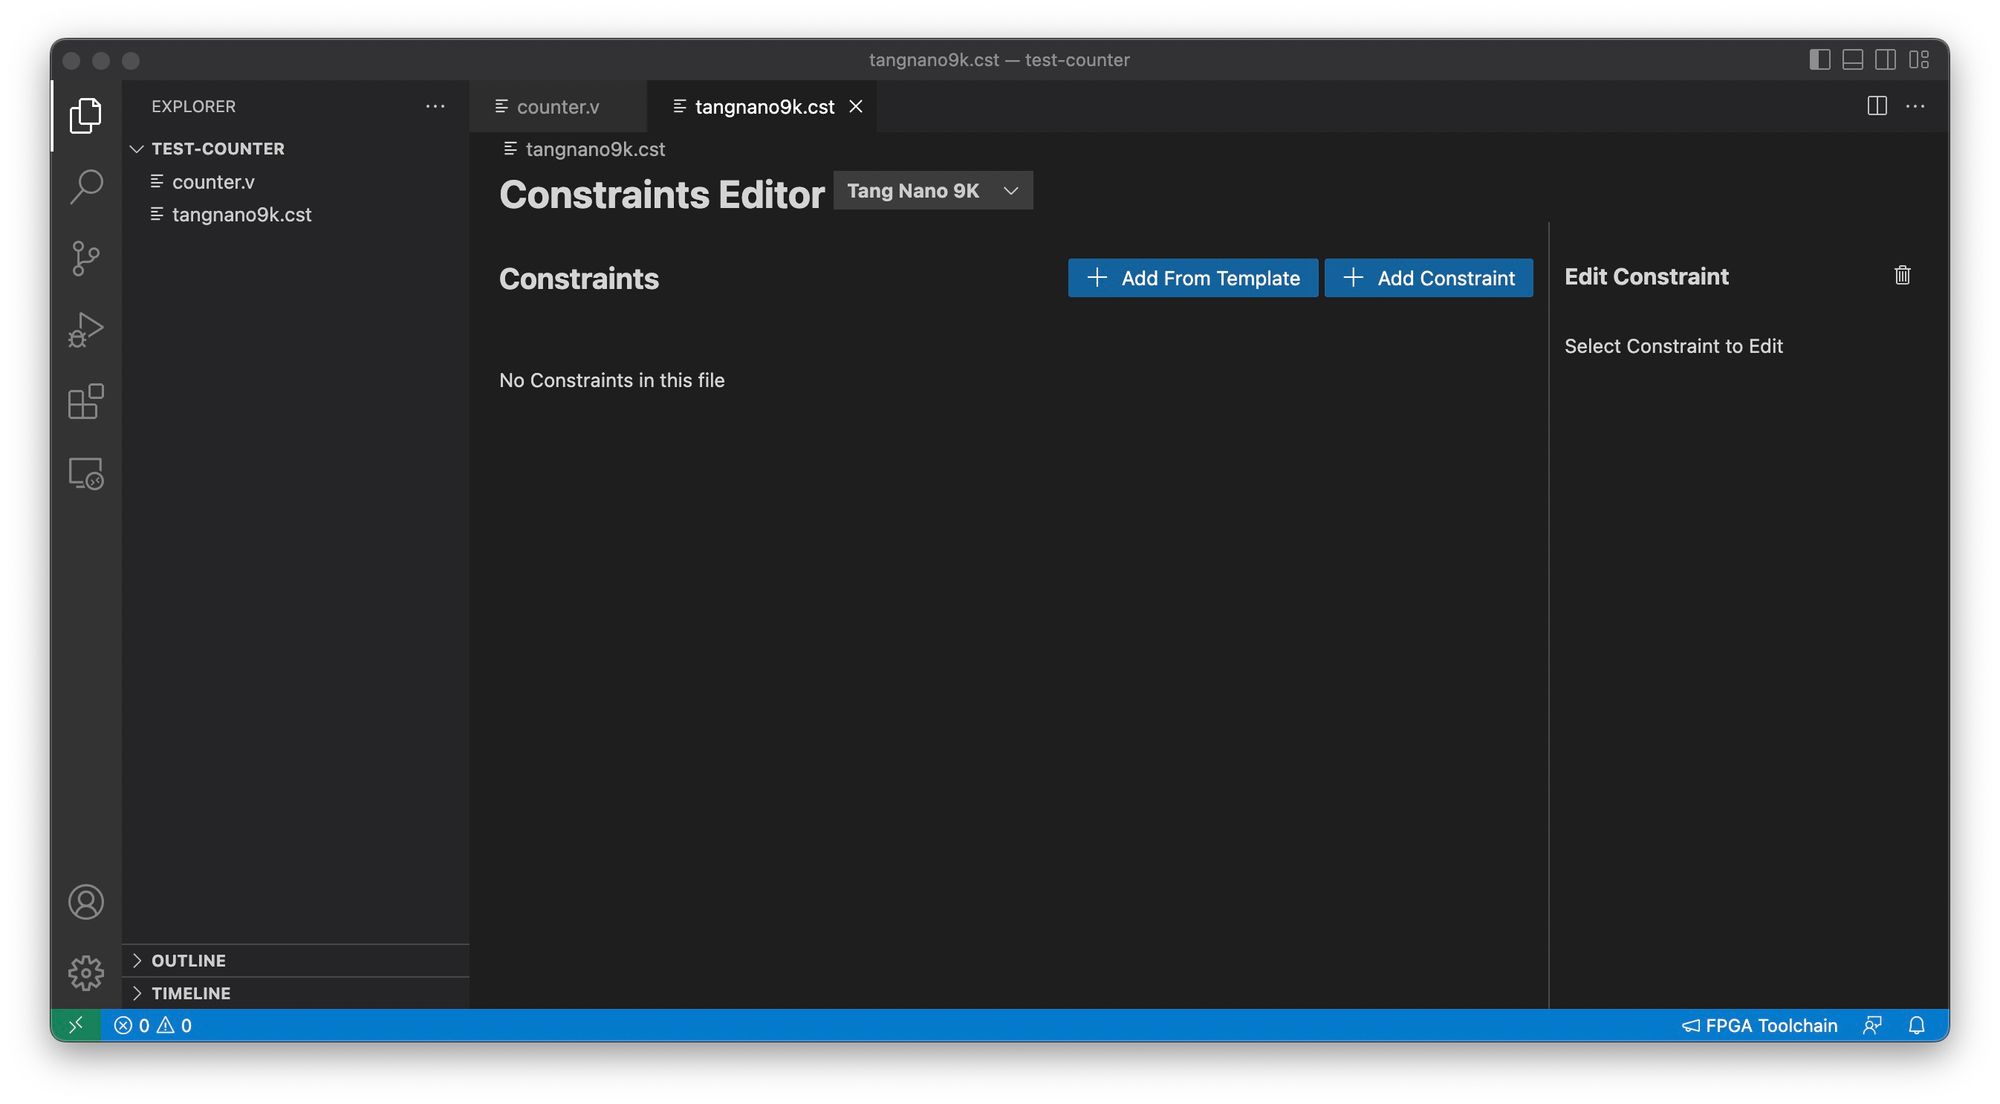 tangnano9k.cst — test-counter
EXPLORER
TEST-COUNTER
counter.v
tangnano9k.cst
OUTLINE
TIMELINE
counter.v
tangnano9k.cst
tangnano9k.cst
Constraints Editor
Tang Nano 9K
Constraints
Add From Template
Add Constraint
No Constraints in this file
Edit Constraint
Select Constraint to Edit
0 0
FPGA Toolchain